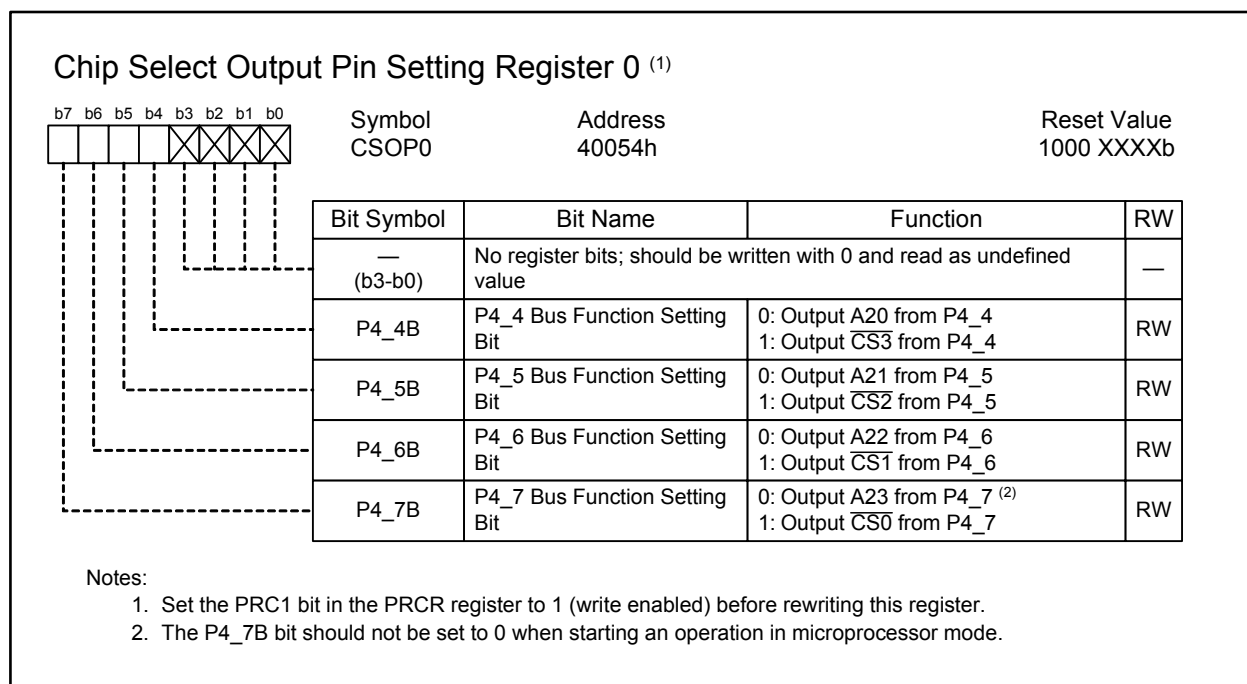 Chip Select Output Pin Setting Register 0 (1)
b7 b6 b5 b4 b3 b2 b1 b0
Symbol Address Reset Value
CSOP0 40054h 1000 XXXXb
Bit Symbol Bit Name Function RW
— (b3-b0) No register bits; should be written with 0 and read as undefined
value —
P4_4B P4_4 Bus Function Setting Bit 0: Output A20 from P4_4
1: Output C̅S̅3̅ from P4_4 RW
P4_5B P4_5 Bus Function Setting Bit 0: Output A21 from P4_5
1: Output C̅S̅2̅ from P4_5 RW
P4_6B P4_6 Bus Function Setting Bit 0: Output A22 from P4_6
1: Output C̅S̅1̅ from P4_6 RW
P4_7B P4_7 Bus Function Setting Bit 0: Output A23 from P4_7 (2)
1: Output C̅S̅0̅ from P4_7 RW
Notes:
1. Set the PRC1 bit in the PRCR register to 1 (write enabled) before rewriting this register.
2. The P4_7B bit should not be set to 0 when starting an operation in microprocessor mode.